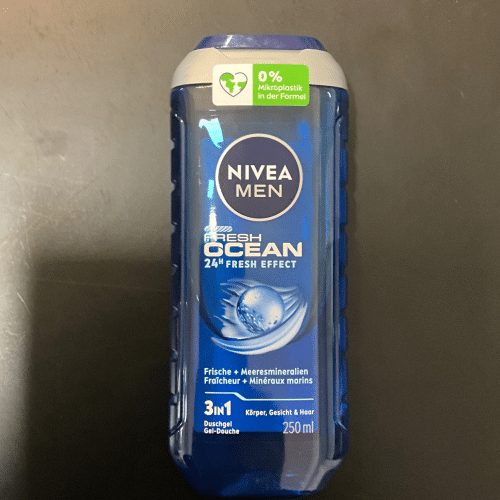 0%
Mikroplastik
in der Formel
NIVEA
MEN
FRESH
OCEAN
24H FRESH EFFECT
Frische + Meeresmineralien
Fraîcheur + Minéraux marins
3IN1
Körper, Gesicht & Haar
Duschgel
Gel-Douche
250 ml